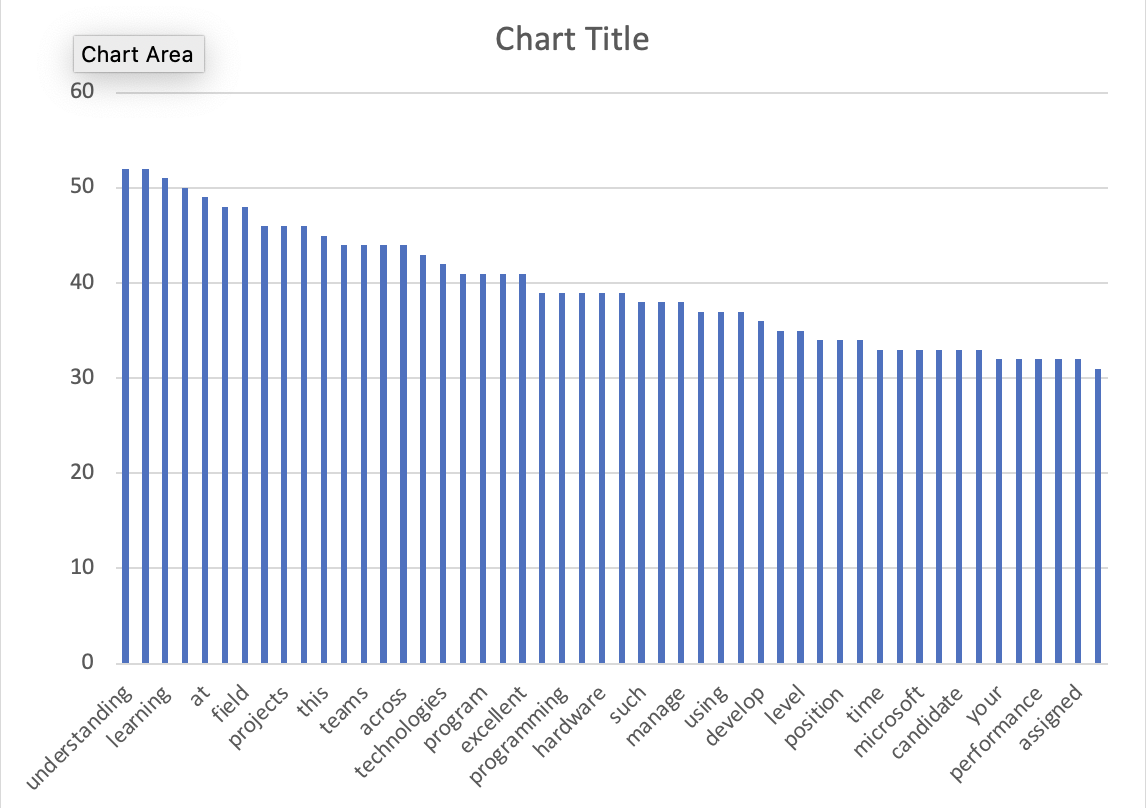 Chart Title
Chart Area
60
50
40
30
20
10
0
understanding
learning
at
field
projects
this
teams
across
technologies
program
excellent
programming
hardware
such
manage
using
develop
level
position
time
microsoft
candidate
your
performance
assigned